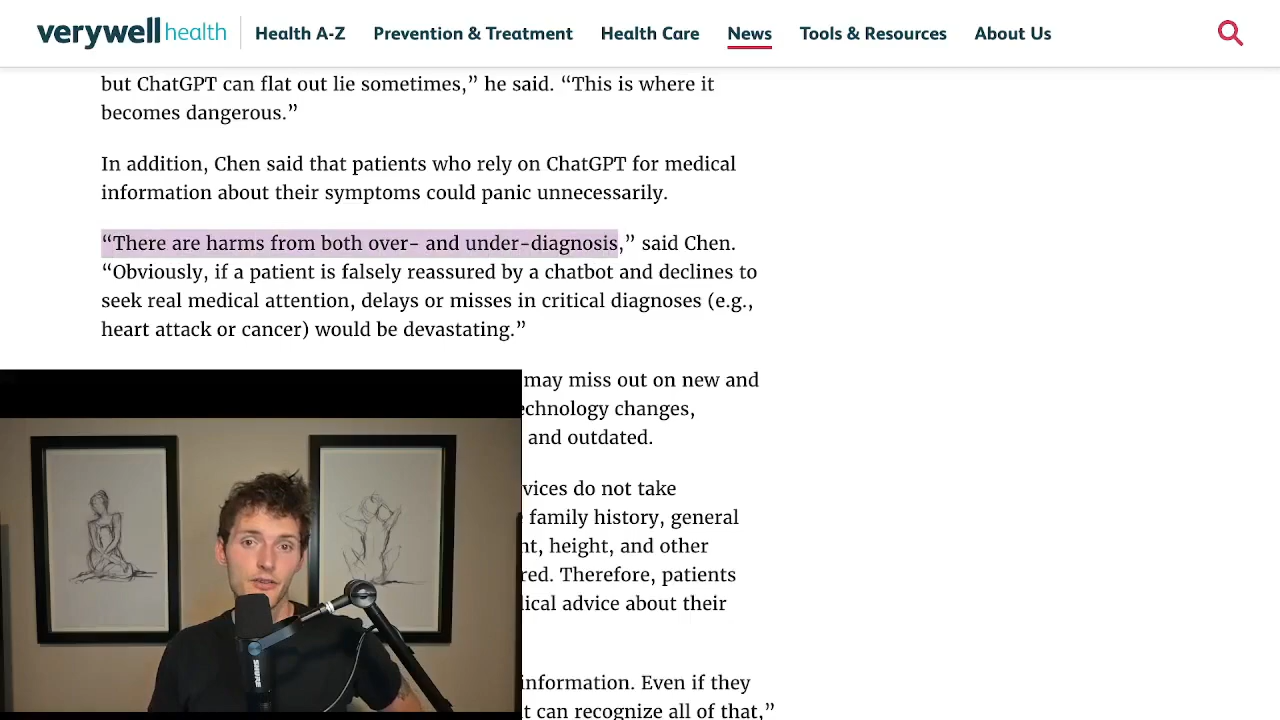 verywell health
Health A-Z
Prevention & Treatment
Health Care
News
Tools & Resources
About Us
but ChatGPT can flat out lie sometimes,” he said. “This is where it
becomes dangerous.”
In addition, Chen said that patients who rely on ChatGPT for medical
information about their symptoms could panic unnecessarily.
“There are harms from both over- and under-diagnosis,” said Chen.
“Obviously, if a patient is falsely reassured by a chatbot and declines to
seek real medical attention, delays or misses in critical diagnoses (e.g.,
heart attack or cancer) would be devastating.”
may miss out on new and
changes,
and outdated.
do not take
family history, general
height, and other
Therefore, patients
advice about their
information. Even if they
can recognize all of that,”
SHURE